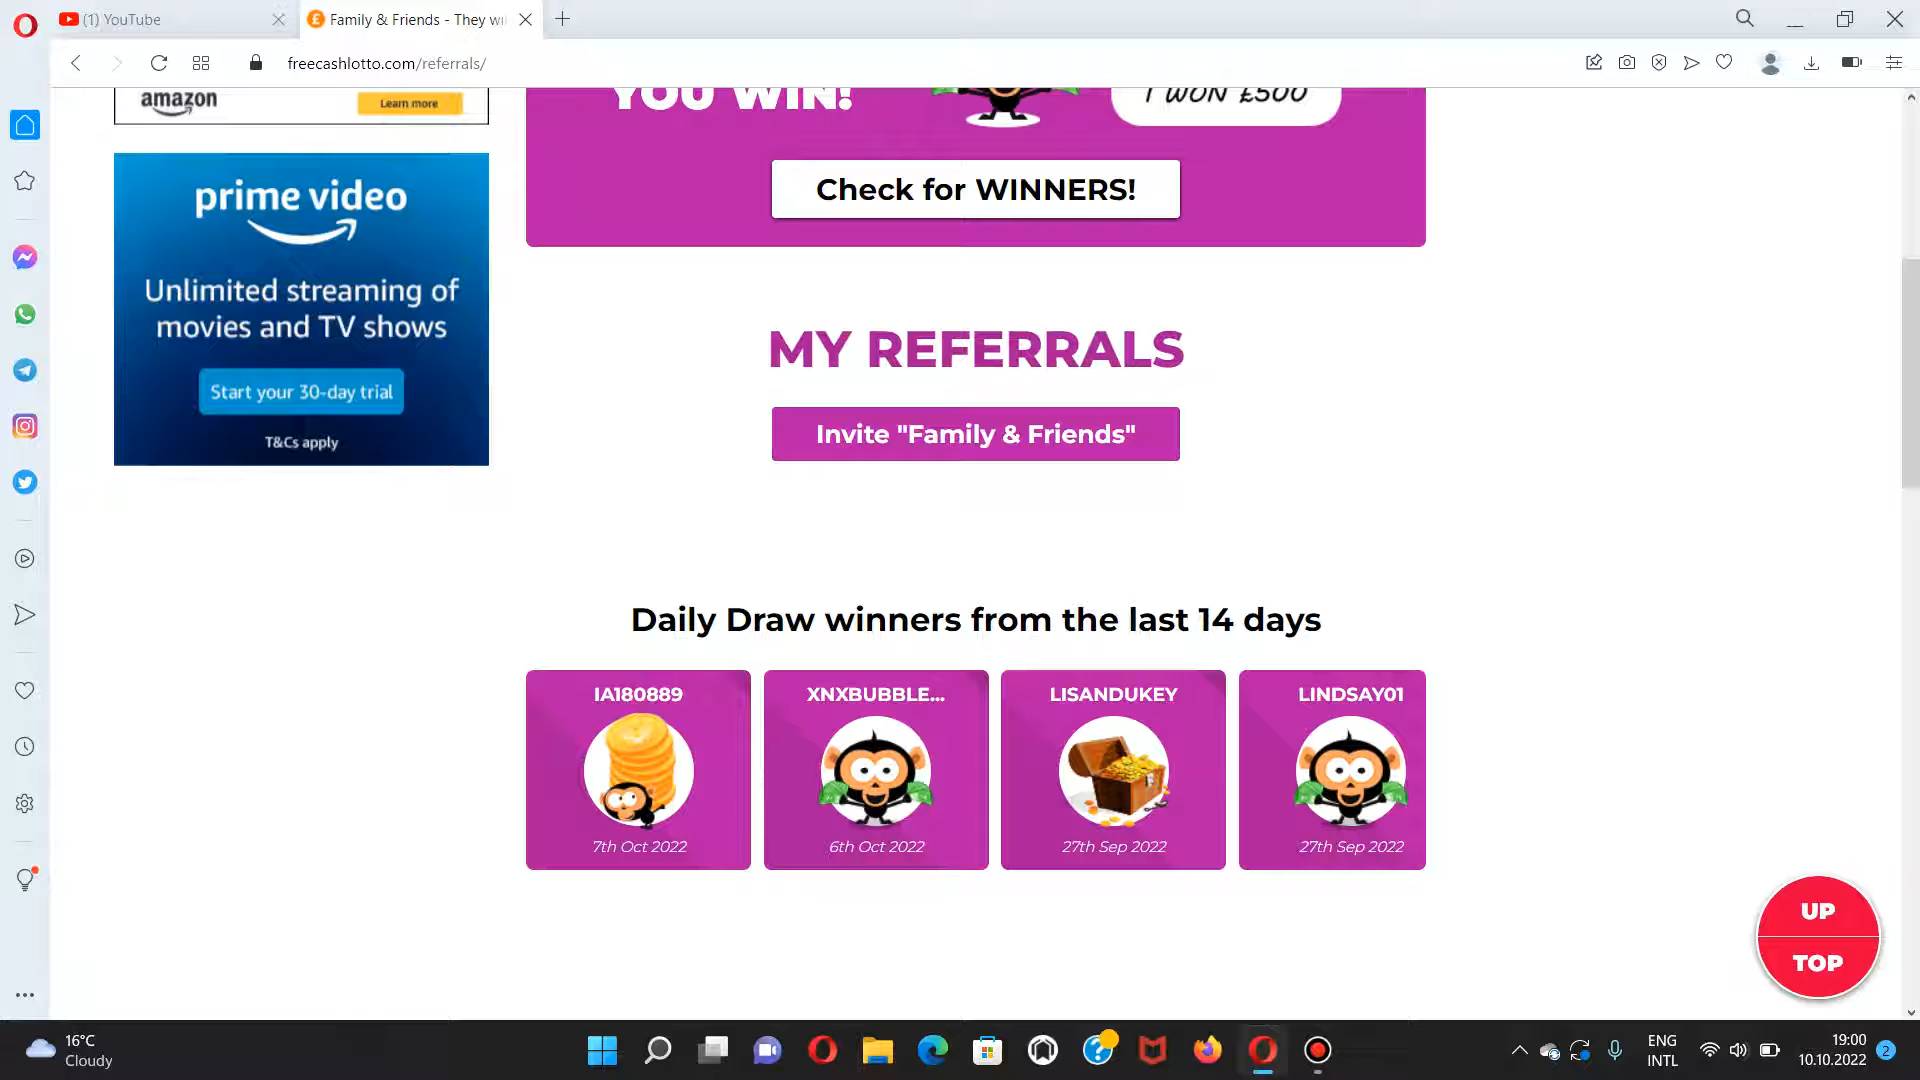 (1) YouTube
Family & Friends - They wi
freecashlotto.com/referrals/
amazon
Learn more
YOU WIN!
I WON £500
Check for WINNERS!
prime video
Unlimited streaming of
movies and TV shows
Start your 30-day trial
T&Cs apply
MY REFERRALS
Invite "Family & Friends"
Daily Draw winners from the last 14 days
IA180889
7th Oct 2022
XNXBUBBLE...
6th Oct 2022
LISANDUKEY
27th Sep 2022
LINDSAY01
27th Sep 2022
UP
TOP
16°C
Cloudy
ENG
INTL
19:00
10.10.2022
2